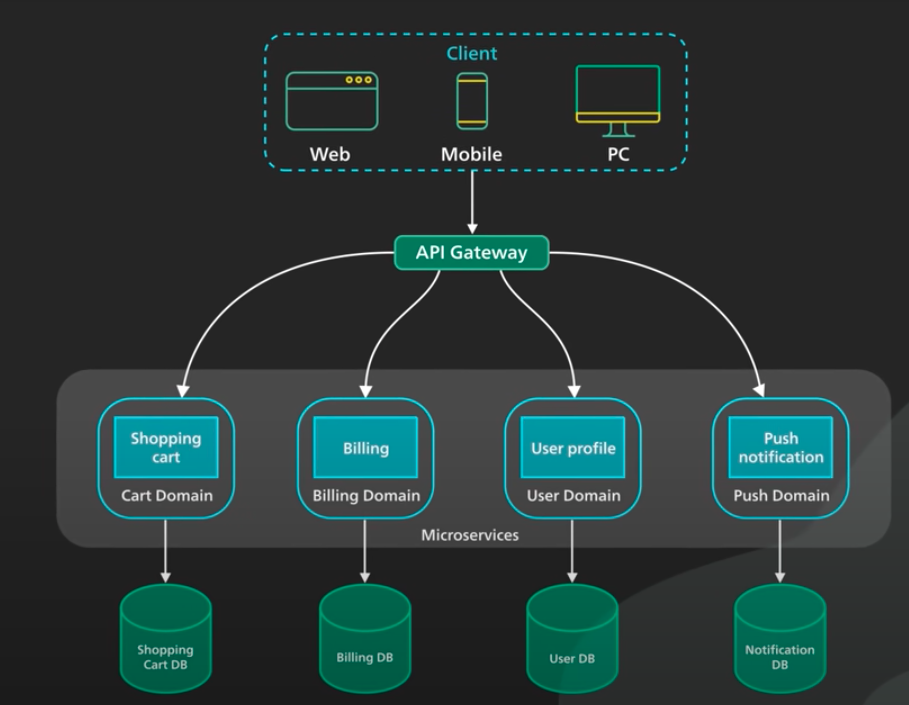 Client
Web
Mobile
PC
API Gateway
Shopping
cart
Cart Domain
Billing
Billing Domain
User profile
User Domain
Push
notification
Push Domain
Microservices
Shopping
Cart DB
Billing DB
User DB
Notification
DB